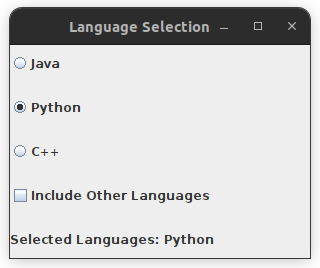 Language Selection
Java
Python
C++
Include Other Languages
Selected Languages: Python